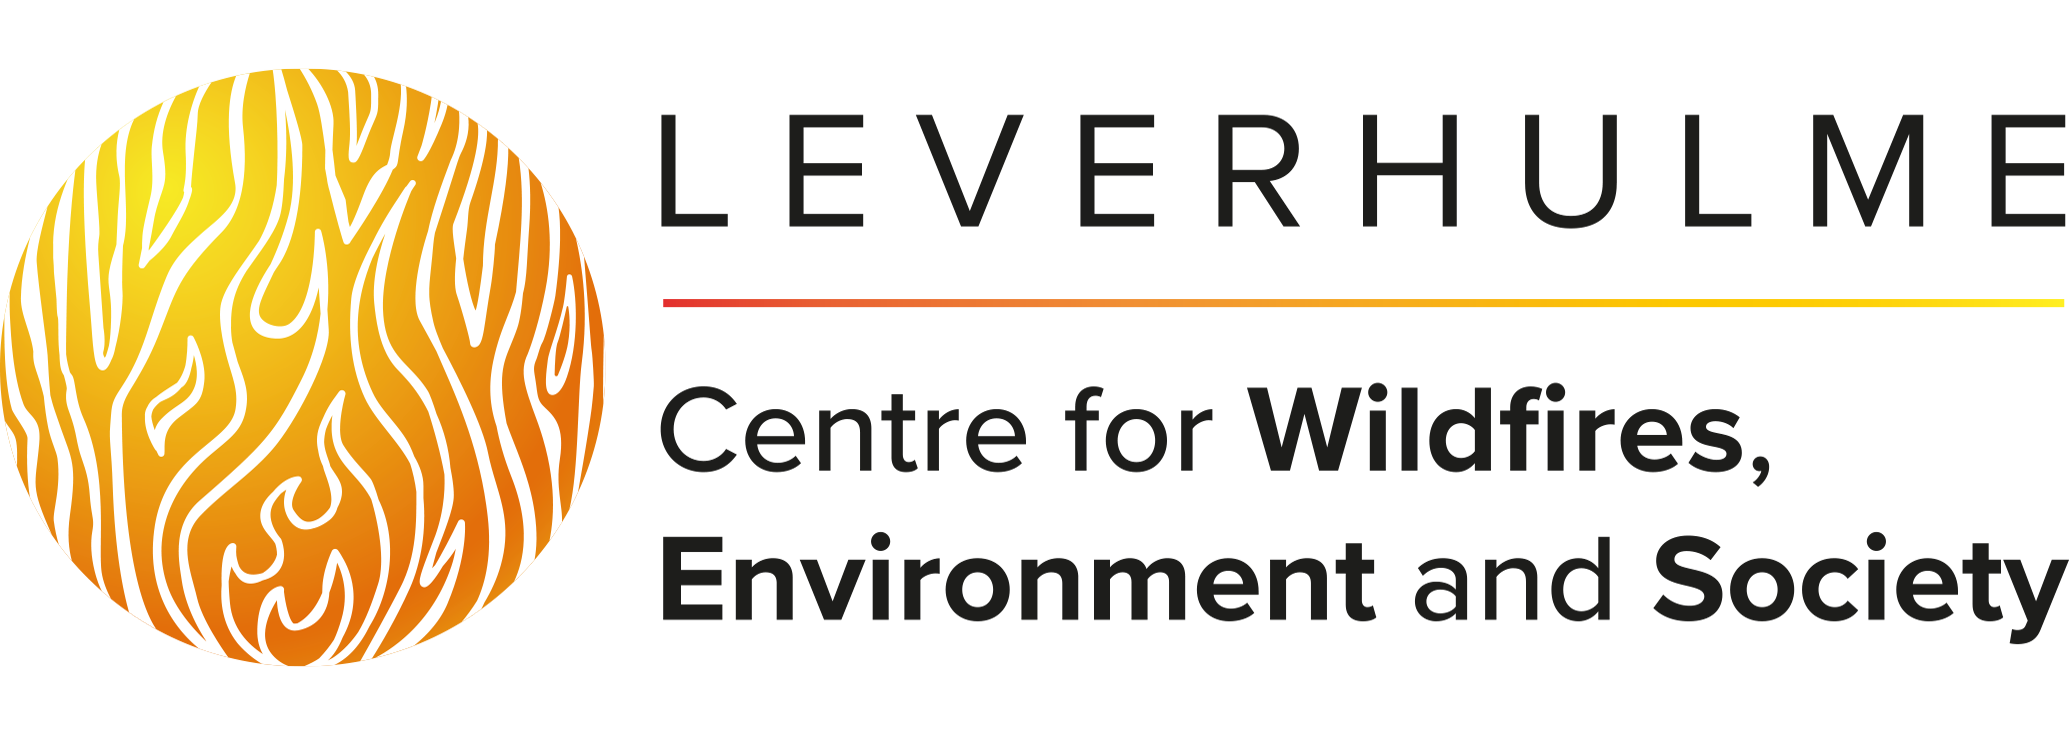 LEVERHULME
Centre for Wildfires,
Environment and Society